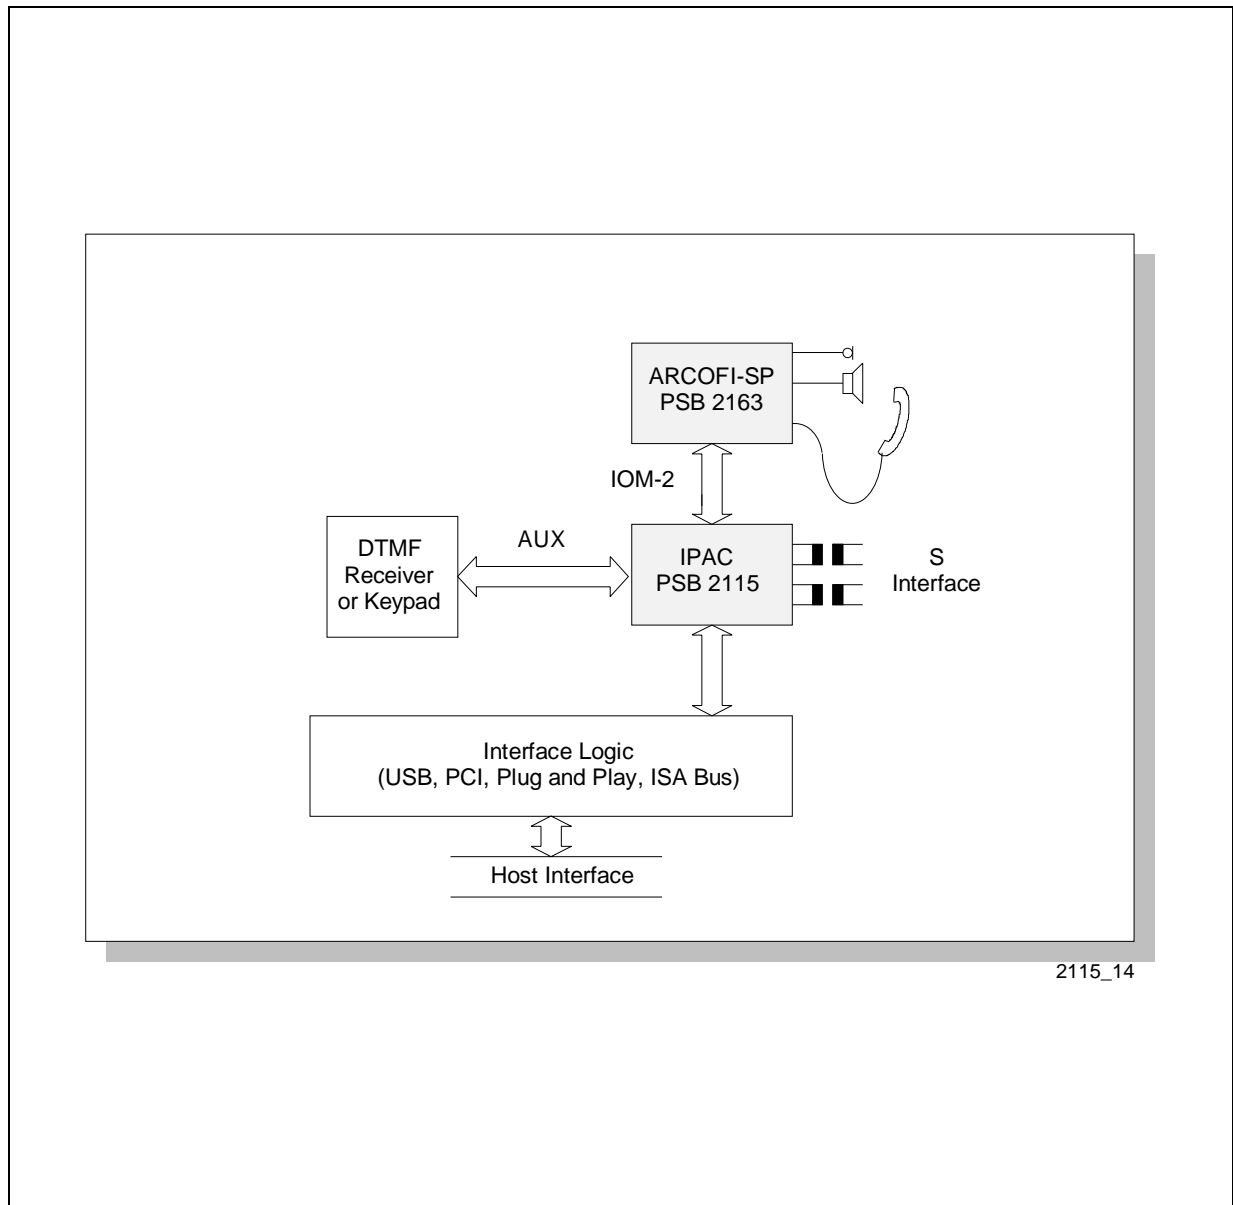 ARCOFI-SP
PSB 2163
IOM-2
DTMF
Receiver
or Keypad
AUX
IPAC
PSB 2115
S
Interface
Interface Logic
(USB, PCI, Plug and Play, ISA Bus)
Host Interface
2115_14